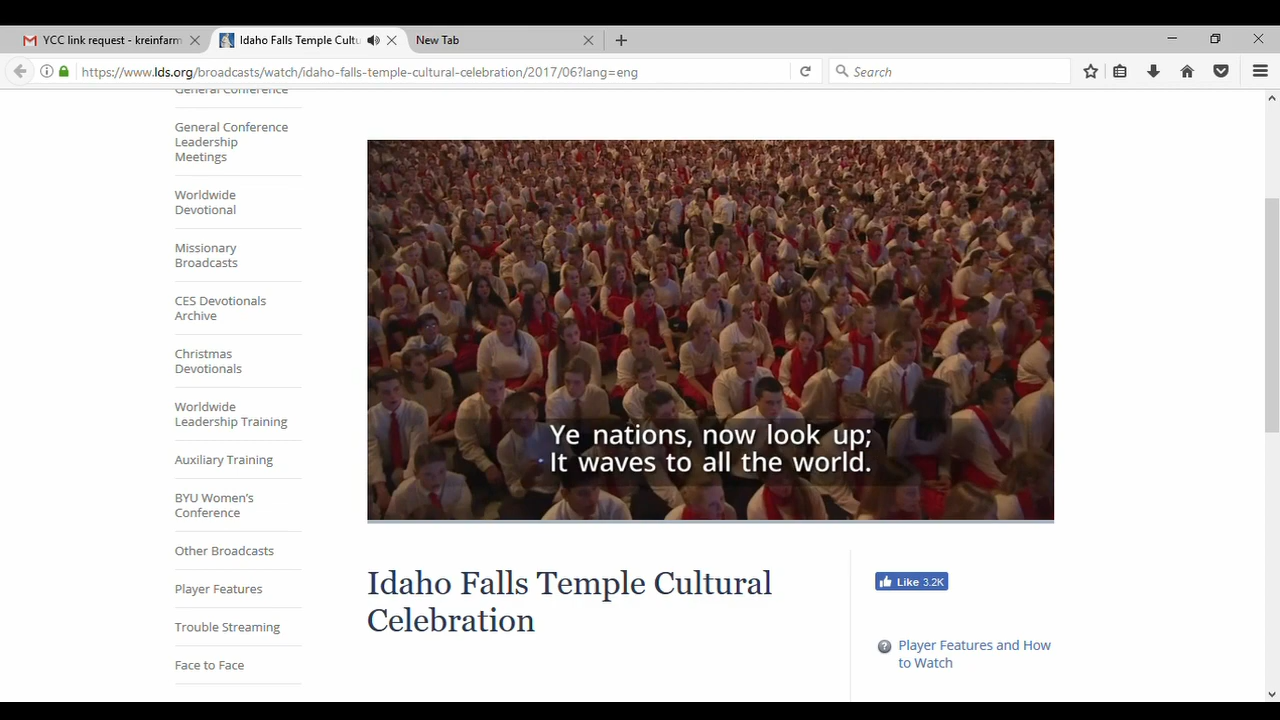 YCC link request - kreinfarm
Idaho Falls Temple Cultu
New Tab
https://www.lds.org/broadcasts/watch/idaho-falls-temple-cultural-celebration/2017/06?lang=eng
Search
General Conference
General Conference
Leadership
Meetings
Worldwide
Devotional
Missionary
Broadcasts
CES Devotionals
Archive
Christmas
Devotionals
Worldwide
Leadership Training
Auxiliary Training
BYU Women's
Conference
Other Broadcasts
Player Features
Trouble Streaming
Face to Face
Ye nations, now look up;
It waves to all the world.
Idaho Falls Temple Cultural
Celebration
Like 3.2K
Player Features and How
to Watch